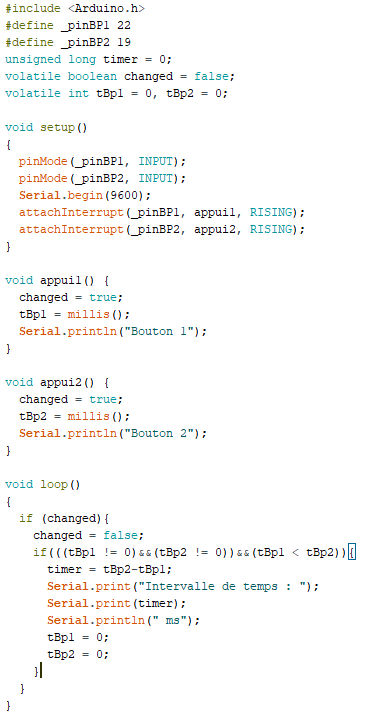 #include <Arduino.h>
#define _pinBP1 22
#define _pinBP2 19
unsigned long timer = 0;
volatile boolean changed = false;
volatile int tBp1 = 0, tBp2 = 0;

void setup()
{
  pinMode(_pinBP1, INPUT);
  pinMode(_pinBP2, INPUT);
  Serial.begin(9600);
  attachInterrupt(_pinBP1, appui1, RISING);
  attachInterrupt(_pinBP2, appui2, RISING);
}

void appui1() {
  changed = true;
  tBp1 = millis();
  Serial.println("Bouton 1");
}

void appui2() {
  changed = true;
  tBp2 = millis();
  Serial.println("Bouton 2");
}

void loop()
{
  if (changed){
    changed = false;
    if(((tBp1 != 0)&&(tBp2 != 0))&&(tBp1 < tBp2)){
      timer = tBp2-tBp1;
      Serial.print("Intervalle de temps : ");
      Serial.print(timer);
      Serial.println(" ms");
      tBp1 = 0;
      tBp2 = 0;
    }
  }
}